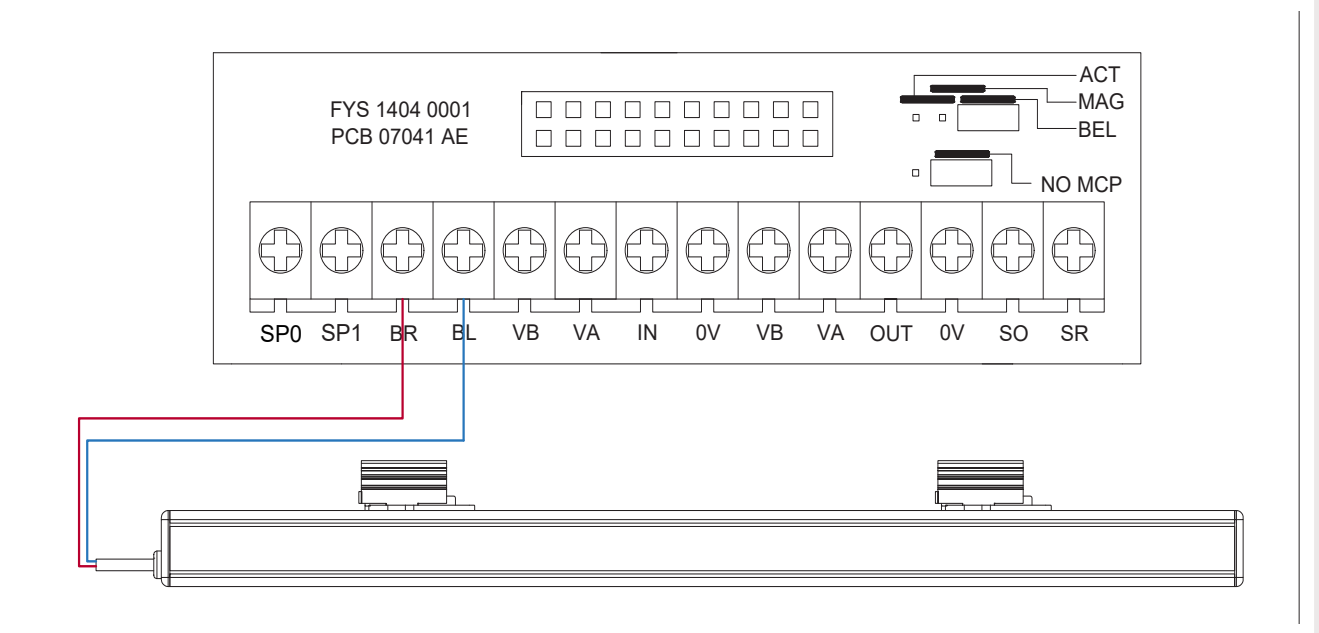 ACT
FYS 1404 0001
MAG
PCB 07041 AE
BEL
NO MCP
SP0 SP1 BR BL VB VA IN 0V VB VA OUT 0V SO SR